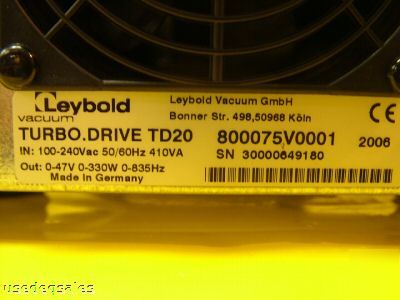 Leybold
vacuum
Leybold Vacuum GmbH
Bonner Str. 498,50968 Köln
CE
TURBO.DRIVE TD20 800075V0001 2006
IN: 100-240Vac 50/60Hz 410VA
SN 30000649180
Out: 0-47V 0-330W 0-835Hz
Made in Germany
usedeqsales